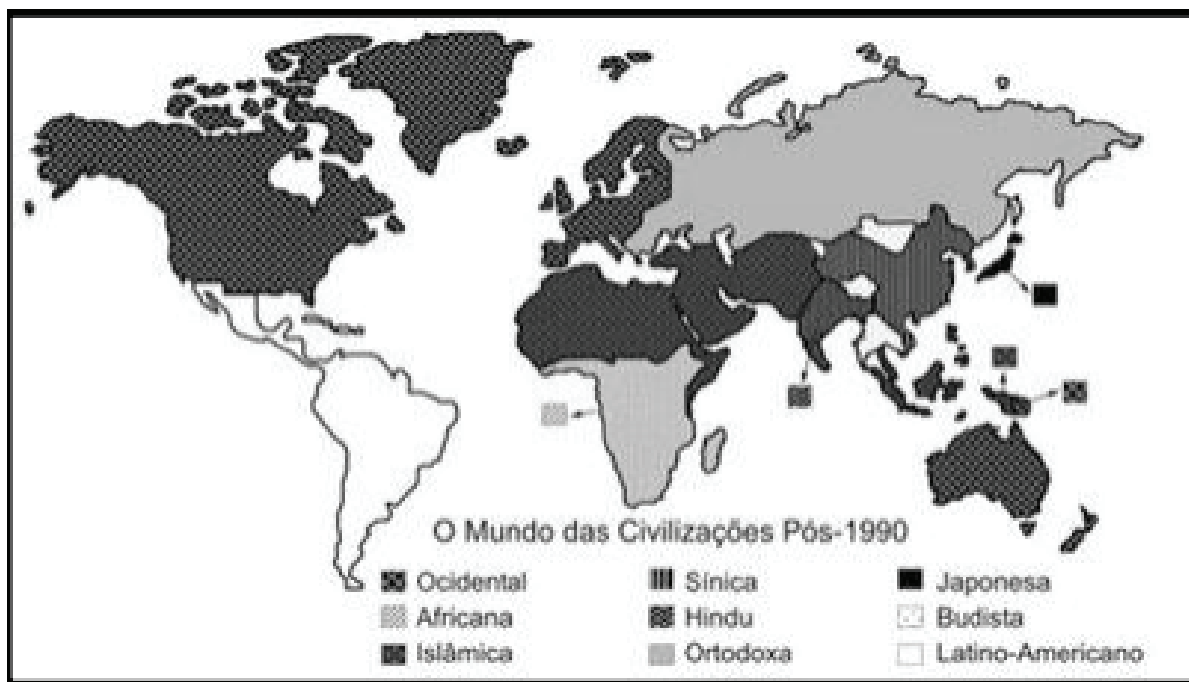 O Mundo das Civilizações Pós-1990
Ocidental
Sínica
Japonesa
Africana
Hindu
Budista
Islâmica
Ortodoxa
Latino-Americano